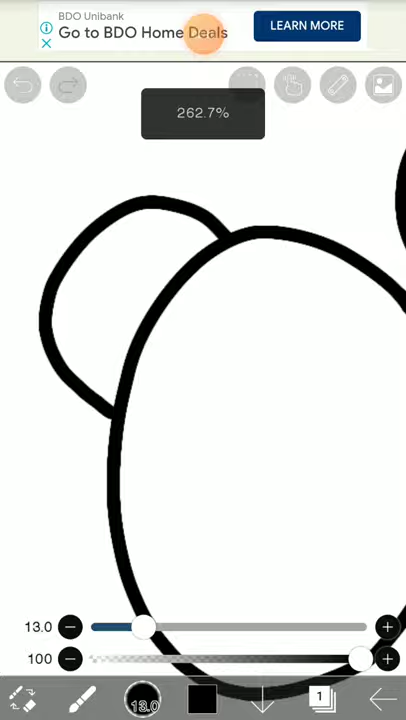 BDO Unibank
Go to BDO Home Deals
LEARN MORE
262.7%
13.0
100
13.0
1